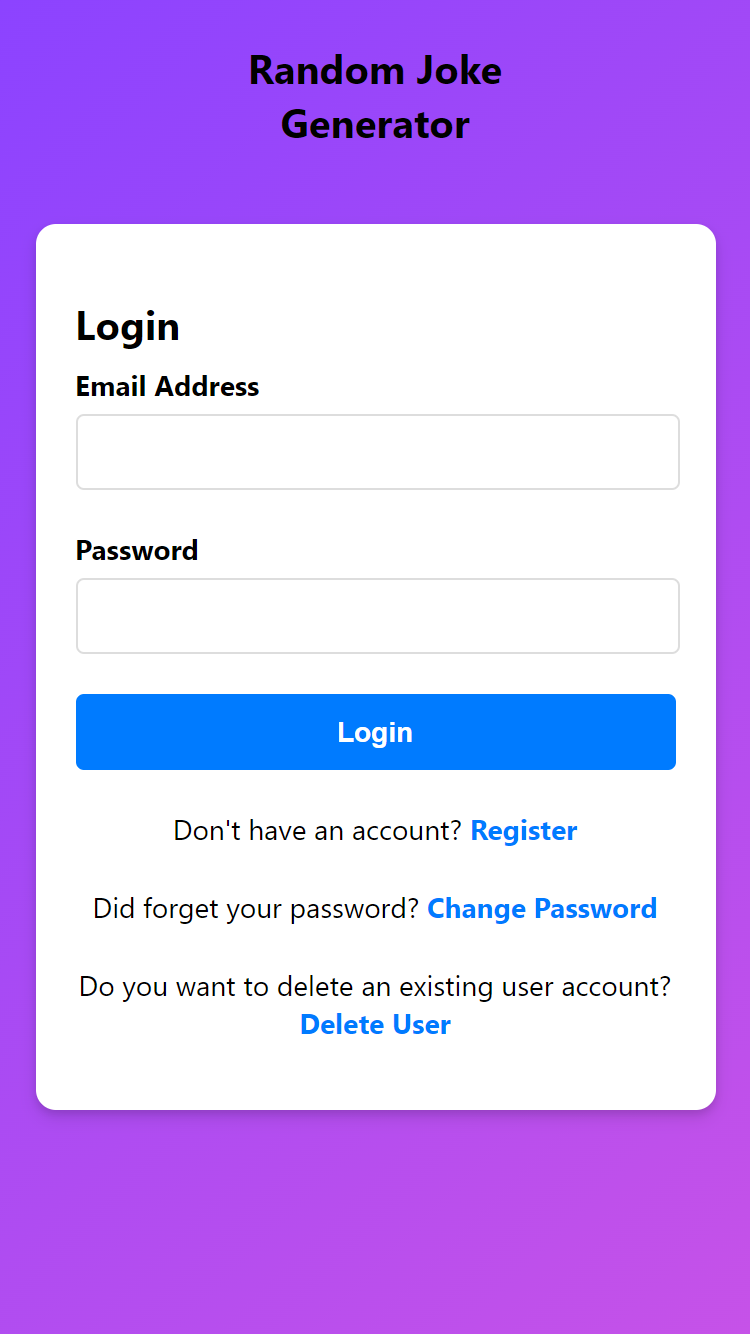 Random Joke
Generator
Login
Email Address
Password
Login
Don't have an account? Register
Did forget your password? Change Password
Do you want to delete an existing user account?
Delete User